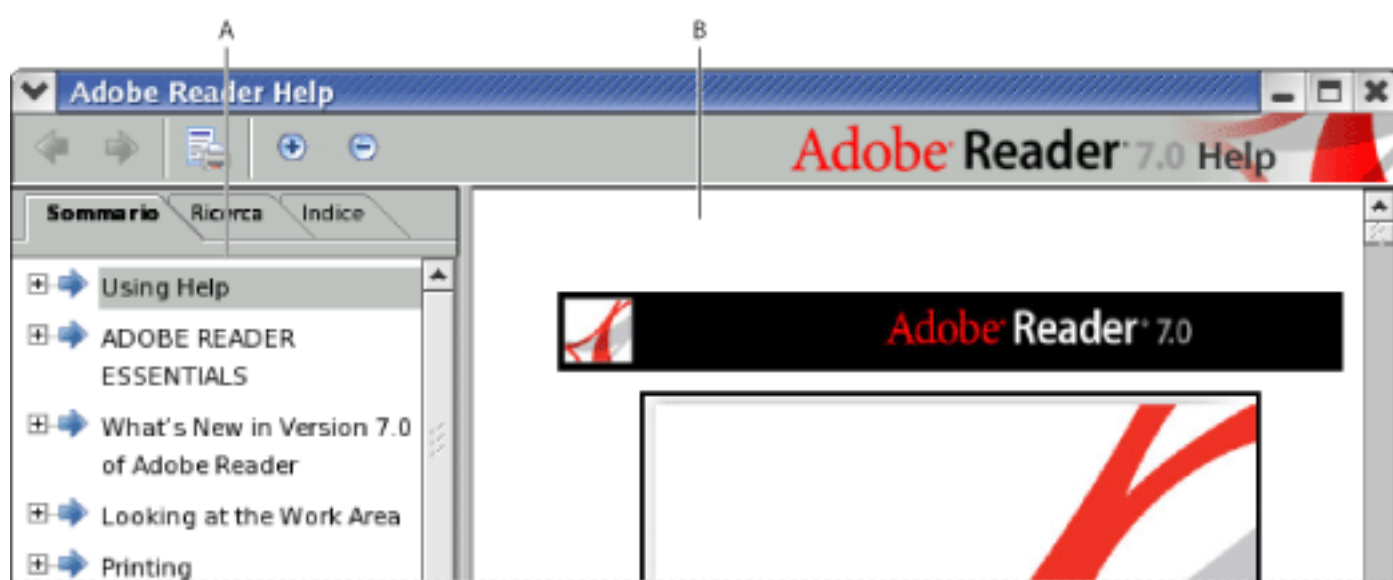 A B
Adobe Reader Help
Adobe Reader 7.0 Help
Sommario Ricerca Indice
Using Help
ADOBE READER
ESSENTIALS
What's New in Version 7.0
of Adobe Reader
Looking at the Work Area
Printing
Adobe Reader 7.0